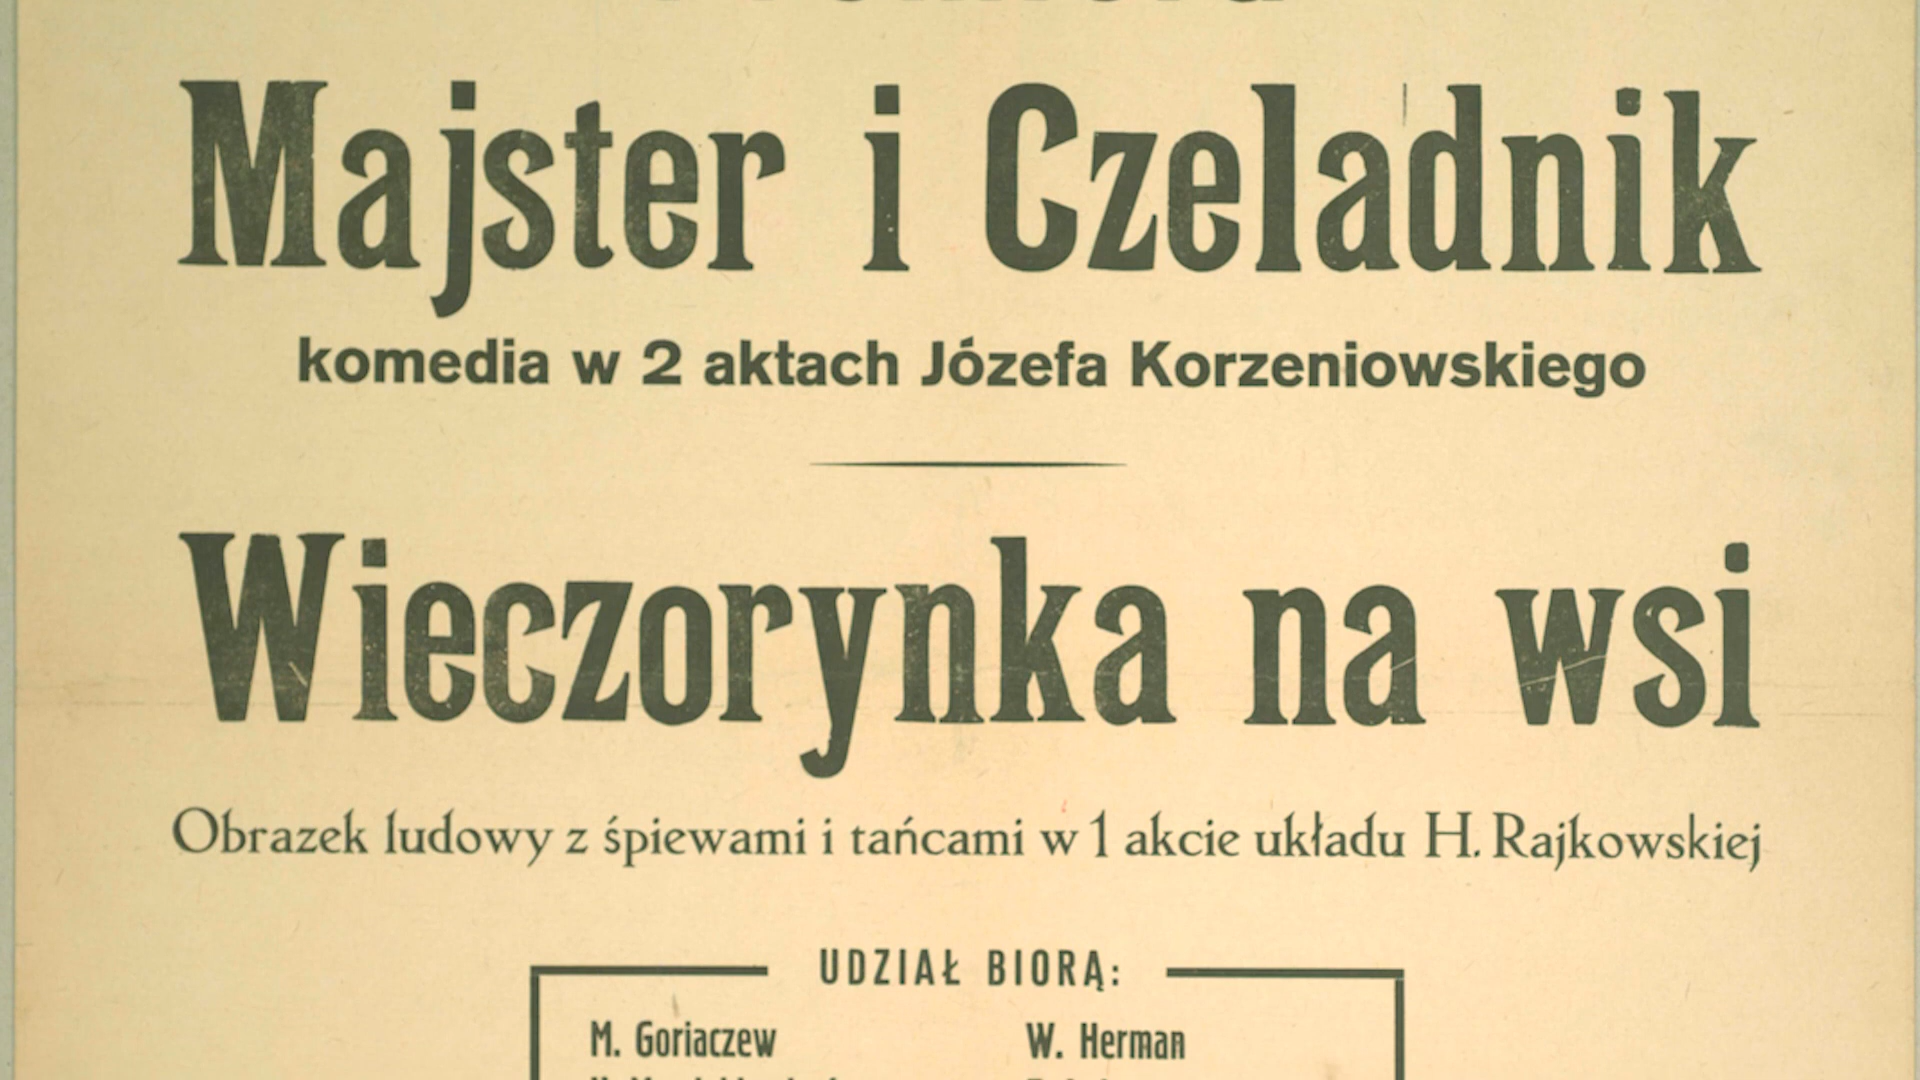 Majster i Czeladnik
komedia w 2 aktach Józefa Korzeniowskiego
Wieczorynka na wsi
Obrazek ludowy z śpiewami i tańcami w 1 akcie układu H. Rajkowskiej
UDZIAŁ BIORĄ:
M. Goriaczew
W. Herman